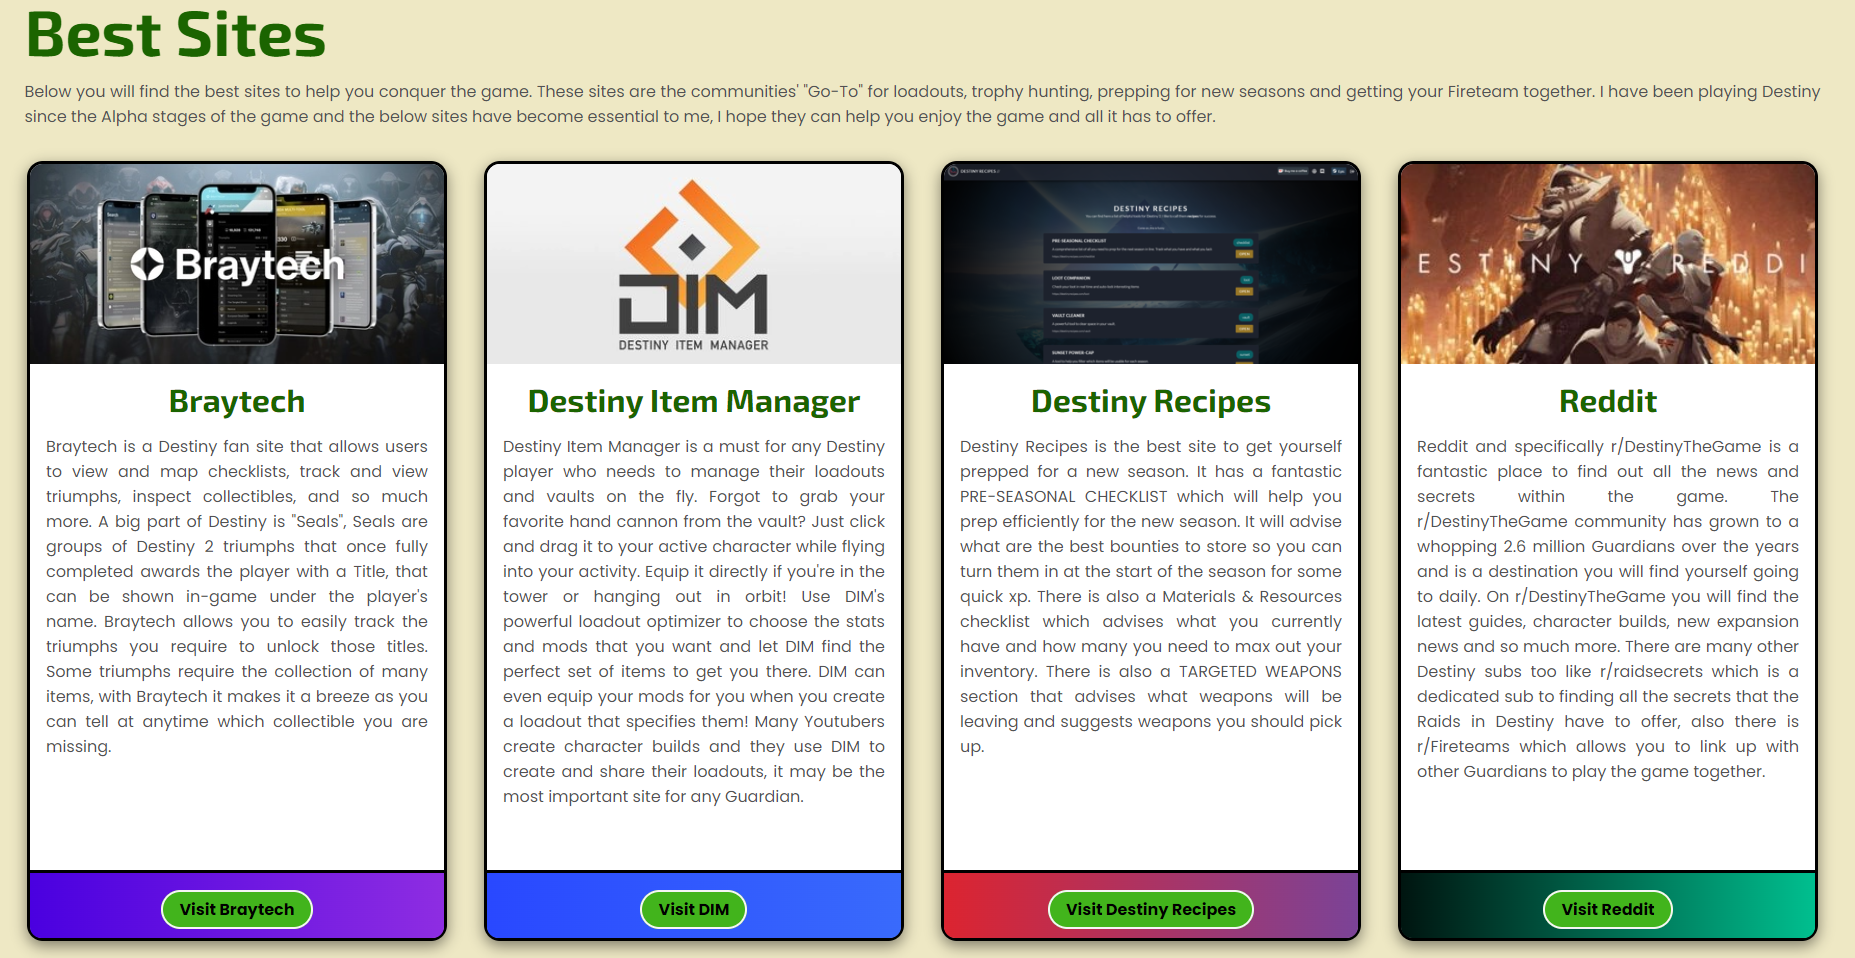 Best Sites
Below you will find the best sites to help you conquer the game. These sites are the communities' "Go-To" for loadouts, trophy hunting, prepping for new seasons and getting your Fireteam together. I have been playing Destiny
since the Alpha stages of the game and the below sites have become essential to me, I hope they can help you enjoy the game and all it has to offer.
Braytech
Braytech
Braytech is a Destiny fan site that allows users
to view and map checklists, track and view
triumphs, inspect collectibles, and so much
more. A big part of Destiny is "Seals", Seals are
groups of Destiny 2 triumphs that once fully
completed awards the player with a Title, that
can be shown in-game under the player's
name. Braytech allows you to easily track the
triumphs you require to unlock those titles.
Some triumphs require the collection of many
items, with Braytech it makes it a breeze as you
can tell at anytime which collectible you are
missing.
Visit Braytech
DIM
DESTINY ITEM MANAGER
Destiny Item Manager
Destiny Item Manager is a must for any Destiny
player who needs to manage their loadouts
and vaults on the fly. Forgot to grab your
favorite hand cannon from the vault? Just click
and drag it to your active character while flying
into your activity. Equip it directly if you're in the
tower or hanging out in orbit! Use DIM's
powerful loadout optimizer to choose the stats
and mods that you want and let DIM find the
perfect set of items to get you there. DIM can
even equip your mods for you when you create
a loadout that specifies them! Many Youtubers
create character builds and they use DIM to
create and share their loadouts, it may be the
most important site for any Guardian.
Visit DIM
DESTINY RECIPES
DESTINY RECIPES
PRE-SEASONAL CHECKLIST
OPEN
LOOT COMPANION
OPEN
VAULT CLEANER
OPEN
SUNSET POWER-CAP
Destiny Recipes
Destiny Recipes is the best site to get yourself
prepped for a new season. It has a fantastic
PRE-SEASONAL CHECKLIST which will help you
prep efficiently for the new season. It will advise
what are the best bounties to store so you can
turn them in at the start of the season for some
quick xp. There is also a Materials & Resources
checklist which advises what you currently
have and how many you need to max out your
inventory. There is also a TARGETED WEAPONS
section that advises what weapons will be
leaving and suggests weapons you should pick
up.
Visit Destiny Recipes
ESTINY REDDI
Reddit
Reddit and specifically r/DestinyTheGame is a
fantastic place to find out all the news and
secrets within the game. The
r/DestinyTheGame community has grown to a
whopping 2.6 million Guardians over the years
and is a destination you will find yourself going
to daily. On r/DestinyTheGame you will find the
latest guides, character builds, new expansion
news and so much more. There are many other
Destiny subs too like r/raidsecrets which is a
dedicated sub to finding all the secrets that the
Raids in Destiny have to offer, also there is
r/Fireteams which allows you to link up with
other Guardians to play the game together.
Visit Reddit